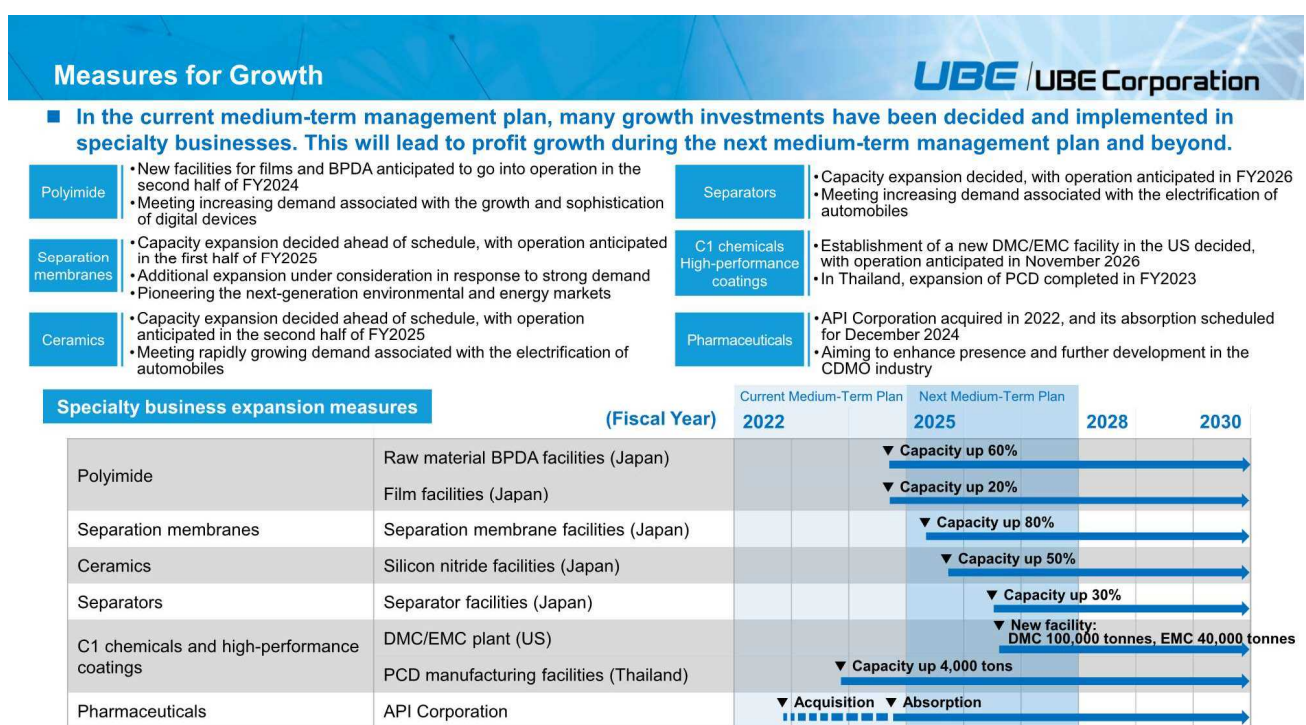 Measures for Growth
UBE | UBE Corporation
■ In the current medium-term management plan, many growth investments have been decided and implemented in
specialty businesses. This will lead to profit growth during the next medium-term management plan and beyond.
Polyimide
•New facilities for films and BPDA anticipated to go into operation in the
second half of FY2024
•Meeting increasing demand associated with the growth and sophistication
of digital devices
Separation
membranes
•Capacity expansion decided ahead of schedule, with operation anticipated
in the first half of FY2025
•Additional expansion under consideration in response to strong demand
•Pioneering the next-generation environmental and energy markets
Ceramics
•Capacity expansion decided ahead of schedule, with operation
anticipated in the second half of FY2025
•Meeting rapidly growing demand associated with the electrification of
automobiles
Separators
•Capacity expansion decided, with operation anticipated in FY2026
•Meeting increasing demand associated with the electrification of
automobiles
C1 chemicals
High-performance
coatings
•Establishment of a new DMC/EMC facility in the US decided,
with operation anticipated in November 2026
•In Thailand, expansion of PCD completed in FY2023
Pharmaceuticals
•API Corporation acquired in 2022, and its absorption scheduled
for December 2024
•Aiming to enhance presence and further development in the
CDMO industry
Specialty business expansion measures
Current Medium-Term Plan Next Medium-Term Plan
(Fiscal Year) 2022 2025 2028 2030
Polyimide
Raw material BPDA facilities (Japan)
▼ Capacity up 60%
Film facilities (Japan)
▼ Capacity up 20%
Separation membranes
Separation membrane facilities (Japan)
▼ Capacity up 80%
Ceramics
Silicon nitride facilities (Japan)
▼ Capacity up 50%
Separators
Separator facilities (Japan)
▼ Capacity up 30%
C1 chemicals and high-performance
coatings
DMC/EMC plant (US)
▼ New facility:
DMC 100,000 tonnes, EMC 40,000 tonnes
PCD manufacturing facilities (Thailand)
▼ Capacity up 4,000 tons
Pharmaceuticals
API Corporation
▼ Acquisition ▼ Absorption